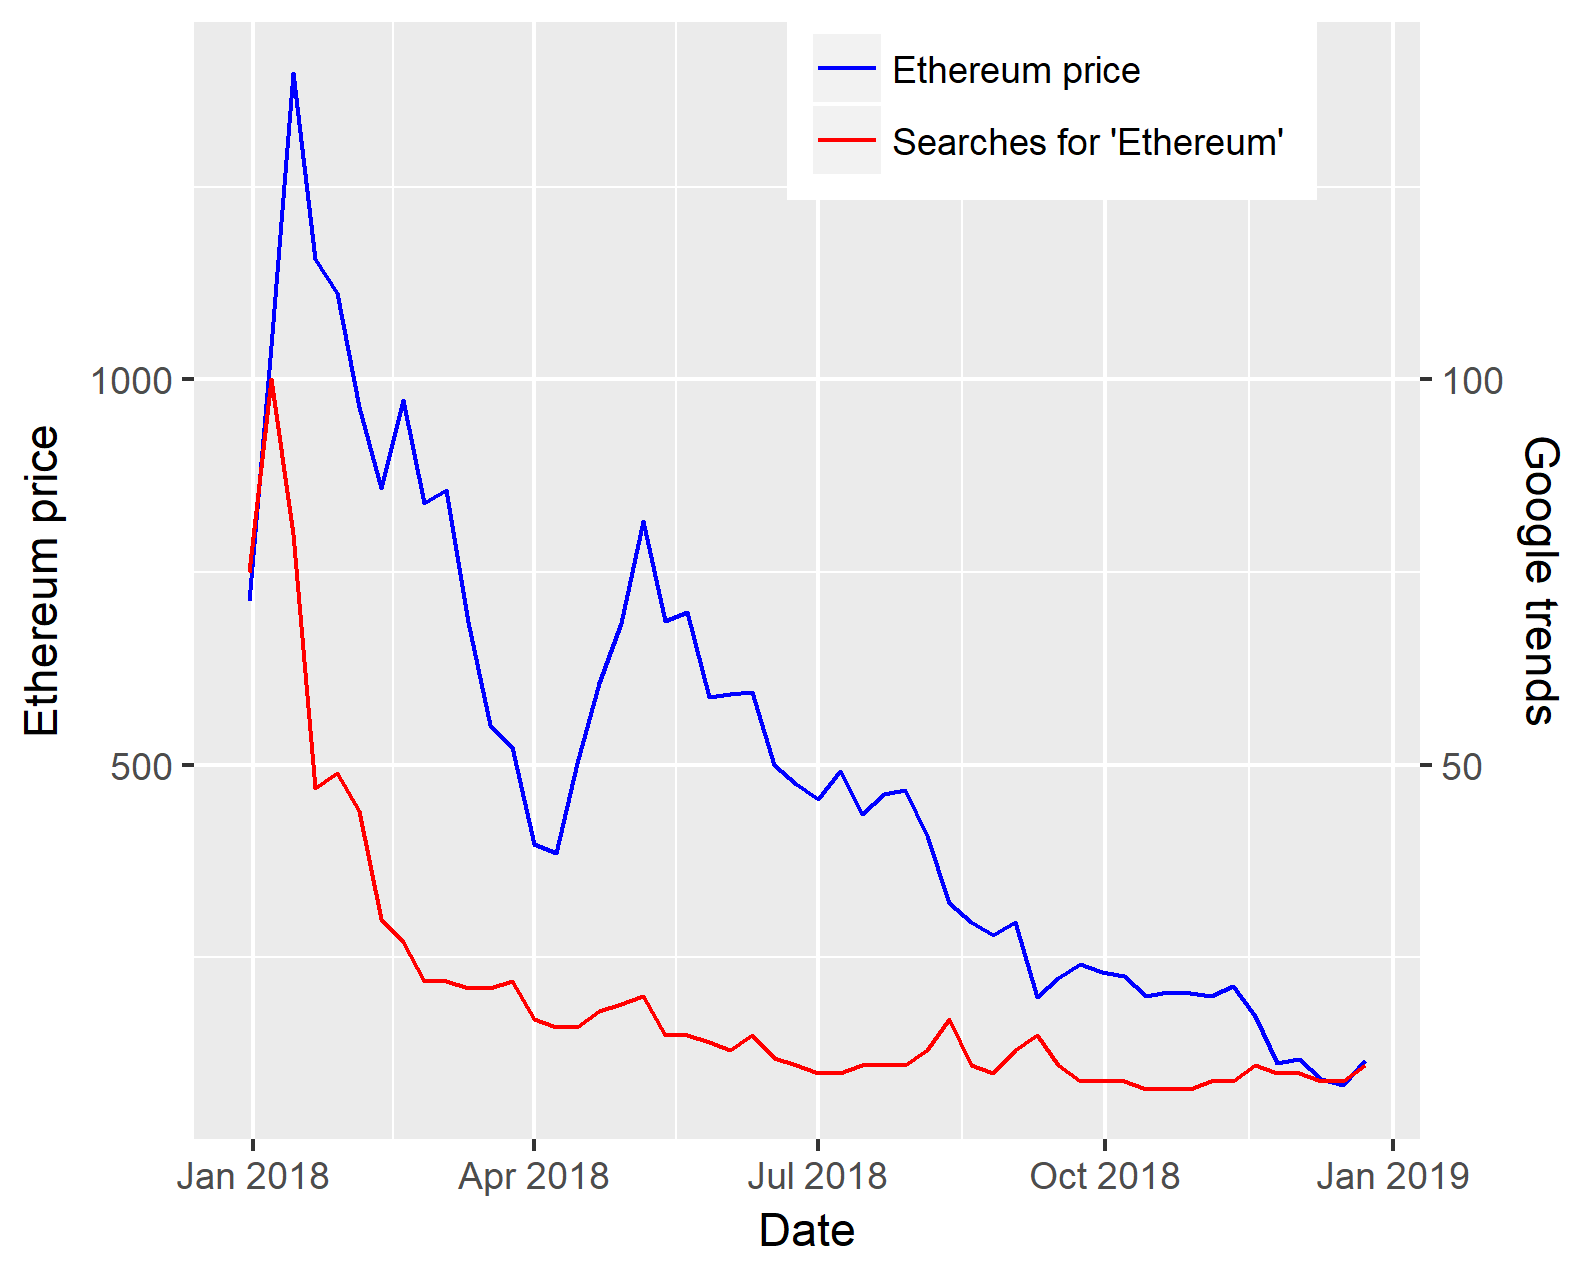 Ethereum price
Searches for 'Ethereum'
1000
500
100
50
Ethereum price
Google trends
Jan 2018
Apr 2018
Jul 2018
Oct 2018
Jan 2019
Date